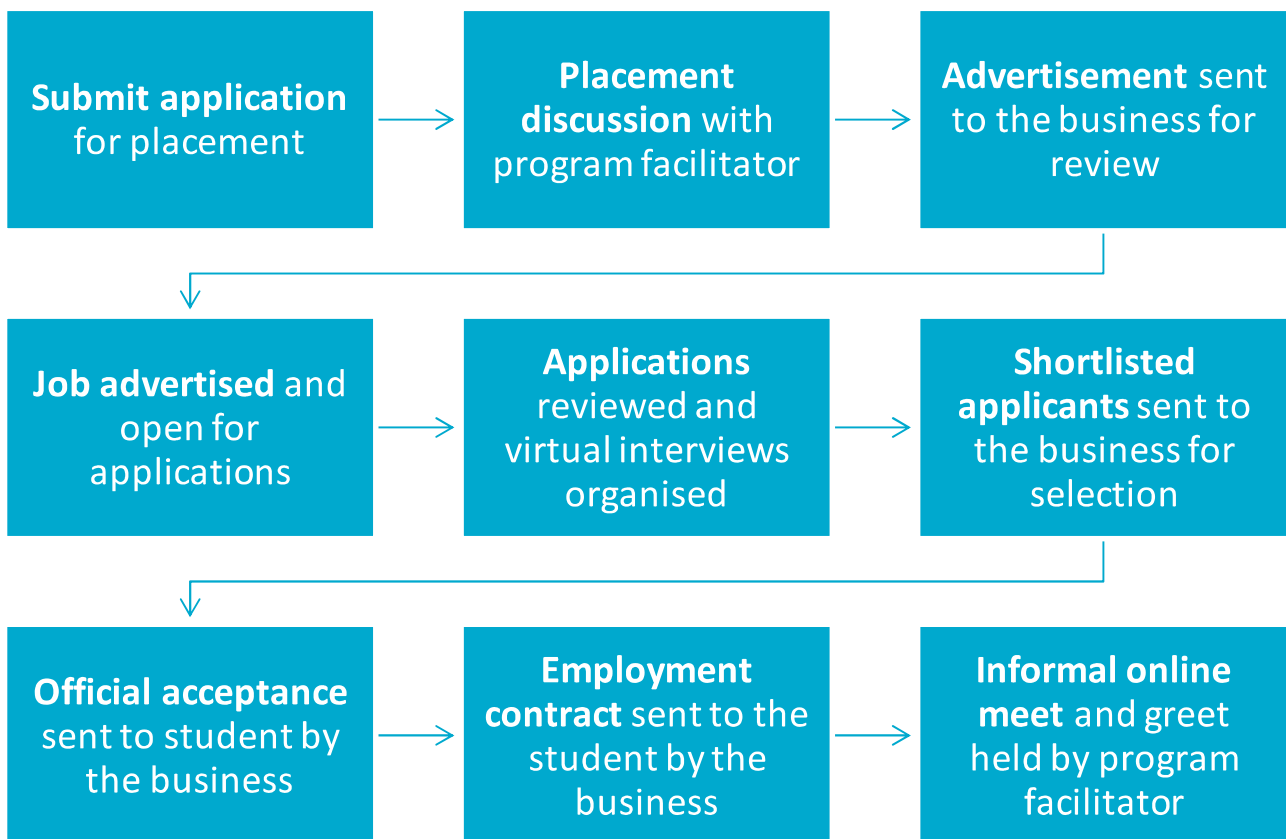 Submit application
for placement
Placement
discussion with
program facilitator
Advertisement sent
to the business for
review
Job advertised and
open for
applications
Applications
reviewed and
virtual interviews
organised
Shortlisted
applicants sent to
the business for
selection
Official acceptance
sent to student by
the business
Employment
contract sent to the
student by the
business
Informal online
meet and greet
held by program
facilitator